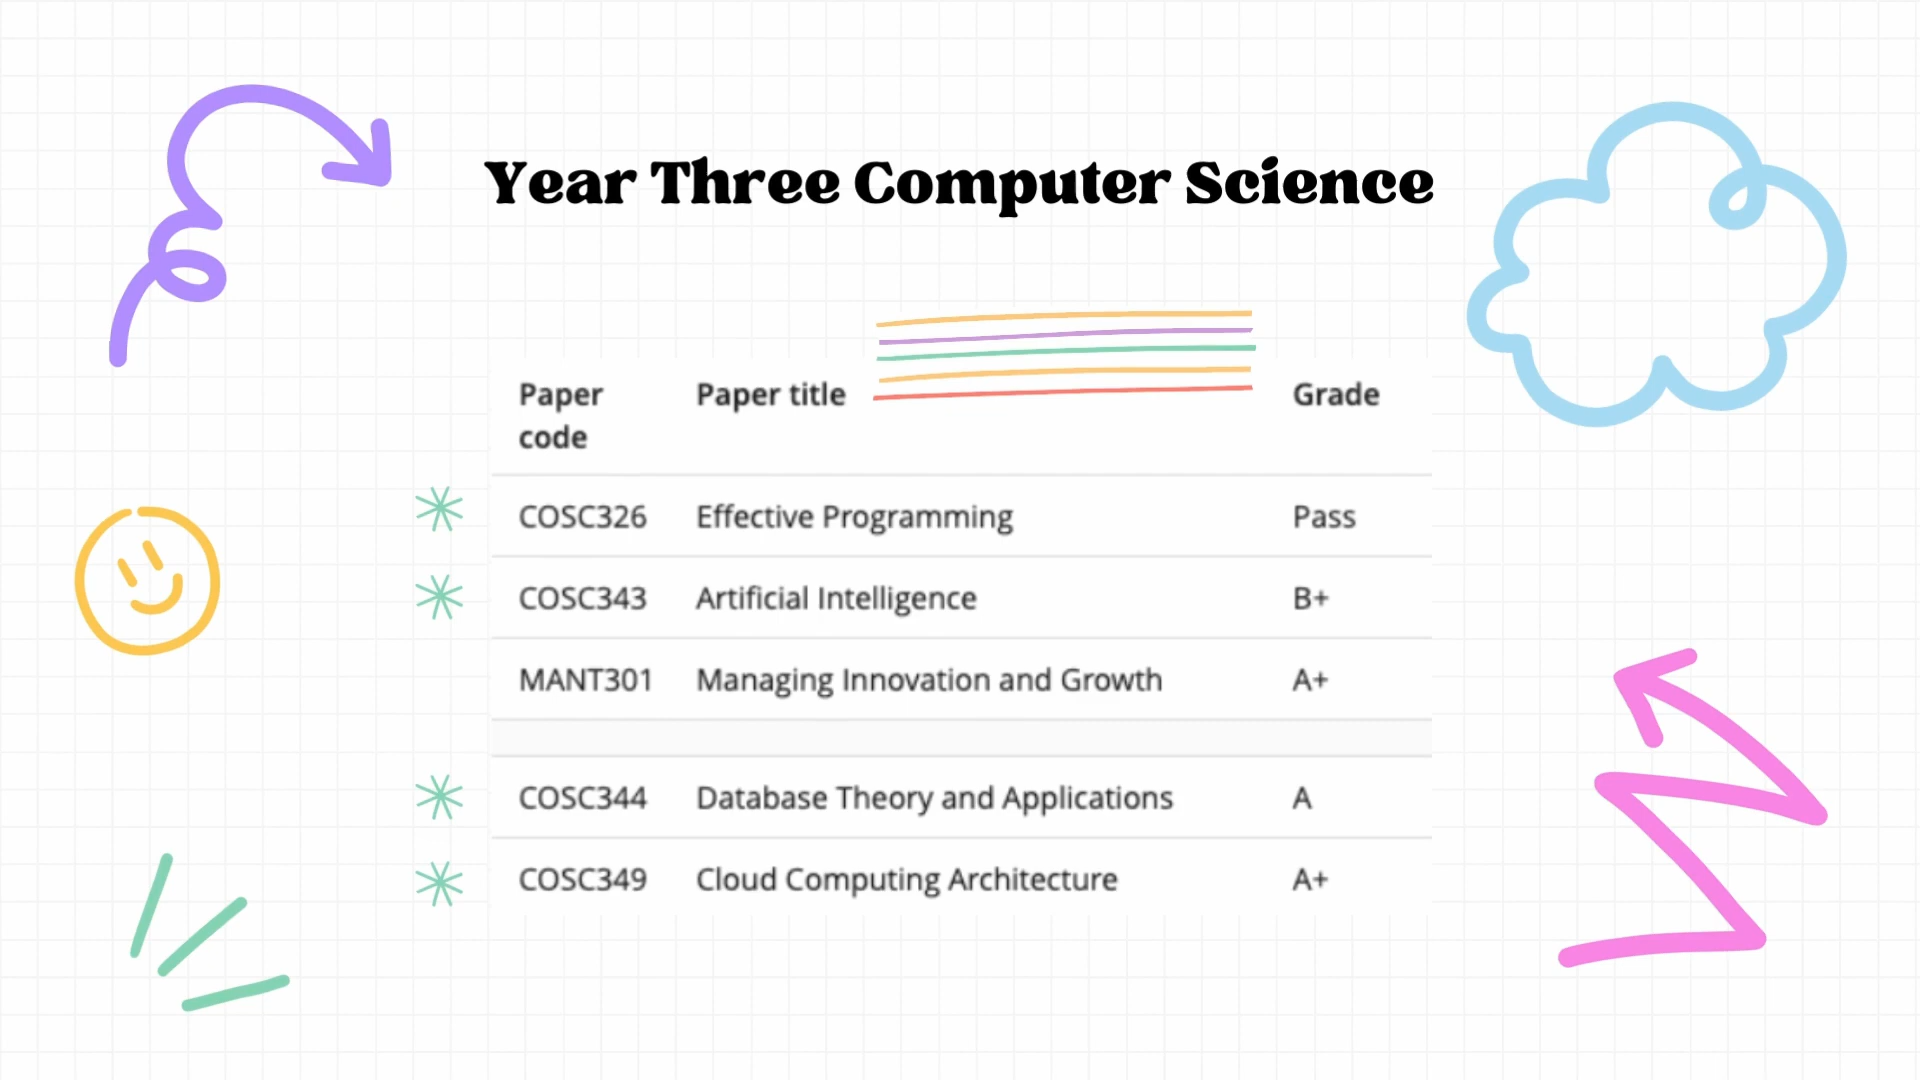 Year Three Computer Science
Paper code Paper title Grade
COSC326 Effective Programming Pass
COSC343 Artificial Intelligence B+
MANT301 Managing Innovation and Growth A+
COSC344 Database Theory and Applications A
COSC349 Cloud Computing Architecture A+